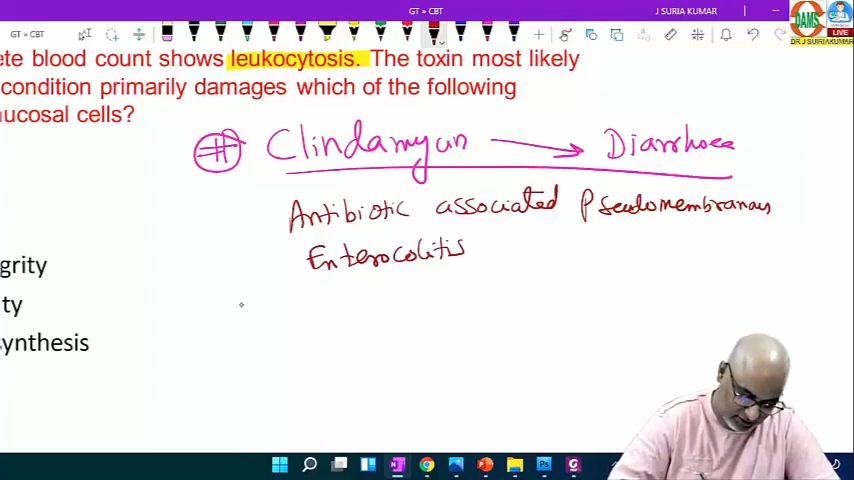 GT > CBT
J SURIA KUMAR
GT > CBT
DAMS
LIVE
DR J SURIAKUMAR
ete blood count shows leukocytosis. The toxin most likely
condition primarily damages which of the following
nucosal cells?
# Clindamycin → Diarrhoea
Antibiotic associated Pseudomembranous
Enterocolitis
grity
ty
synthesis